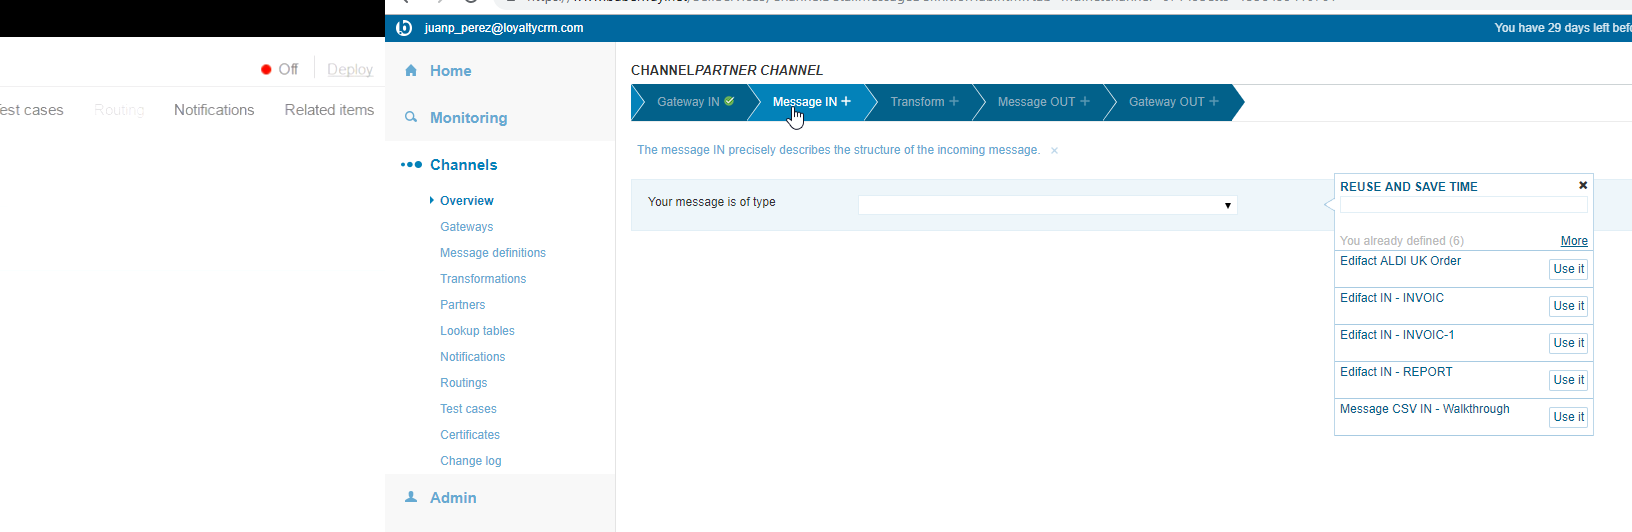 juanp_perez@loyaltycrm.com
You have 29 days left befo
Off Deploy
est cases Routing Notifications Related items
Home
Monitoring
Channels
Overview
Gateways
Message definitions
Transformations
Partners
Lookup tables
Notifications
Routings
Test cases
Certificates
Change log
Admin
CHANNELPARTNER CHANNEL
Gateway IN Message IN + Transform + Message OUT + Gateway OUT +
The message IN precisely describes the structure of the incoming message. ×
Your message is of type
REUSE AND SAVE TIME
You already defined (6) More
Edifact ALDI UK Order Use it
Edifact IN - INVOIC Use it
Edifact IN - INVOIC-1 Use it
Edifact IN - REPORT Use it
Message CSV IN - Walkthrough Use it